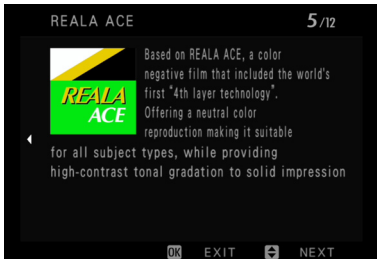 REALA ACE
5/12
REALA
ACE
Based on REALA ACE, a color
negative film that included the world's
first "4th layer technology".
Offering a neutral color
reproduction making it suitable
for all subject types, while providing
high-contrast tonal gradation to solid impression
OK EXIT NEXT